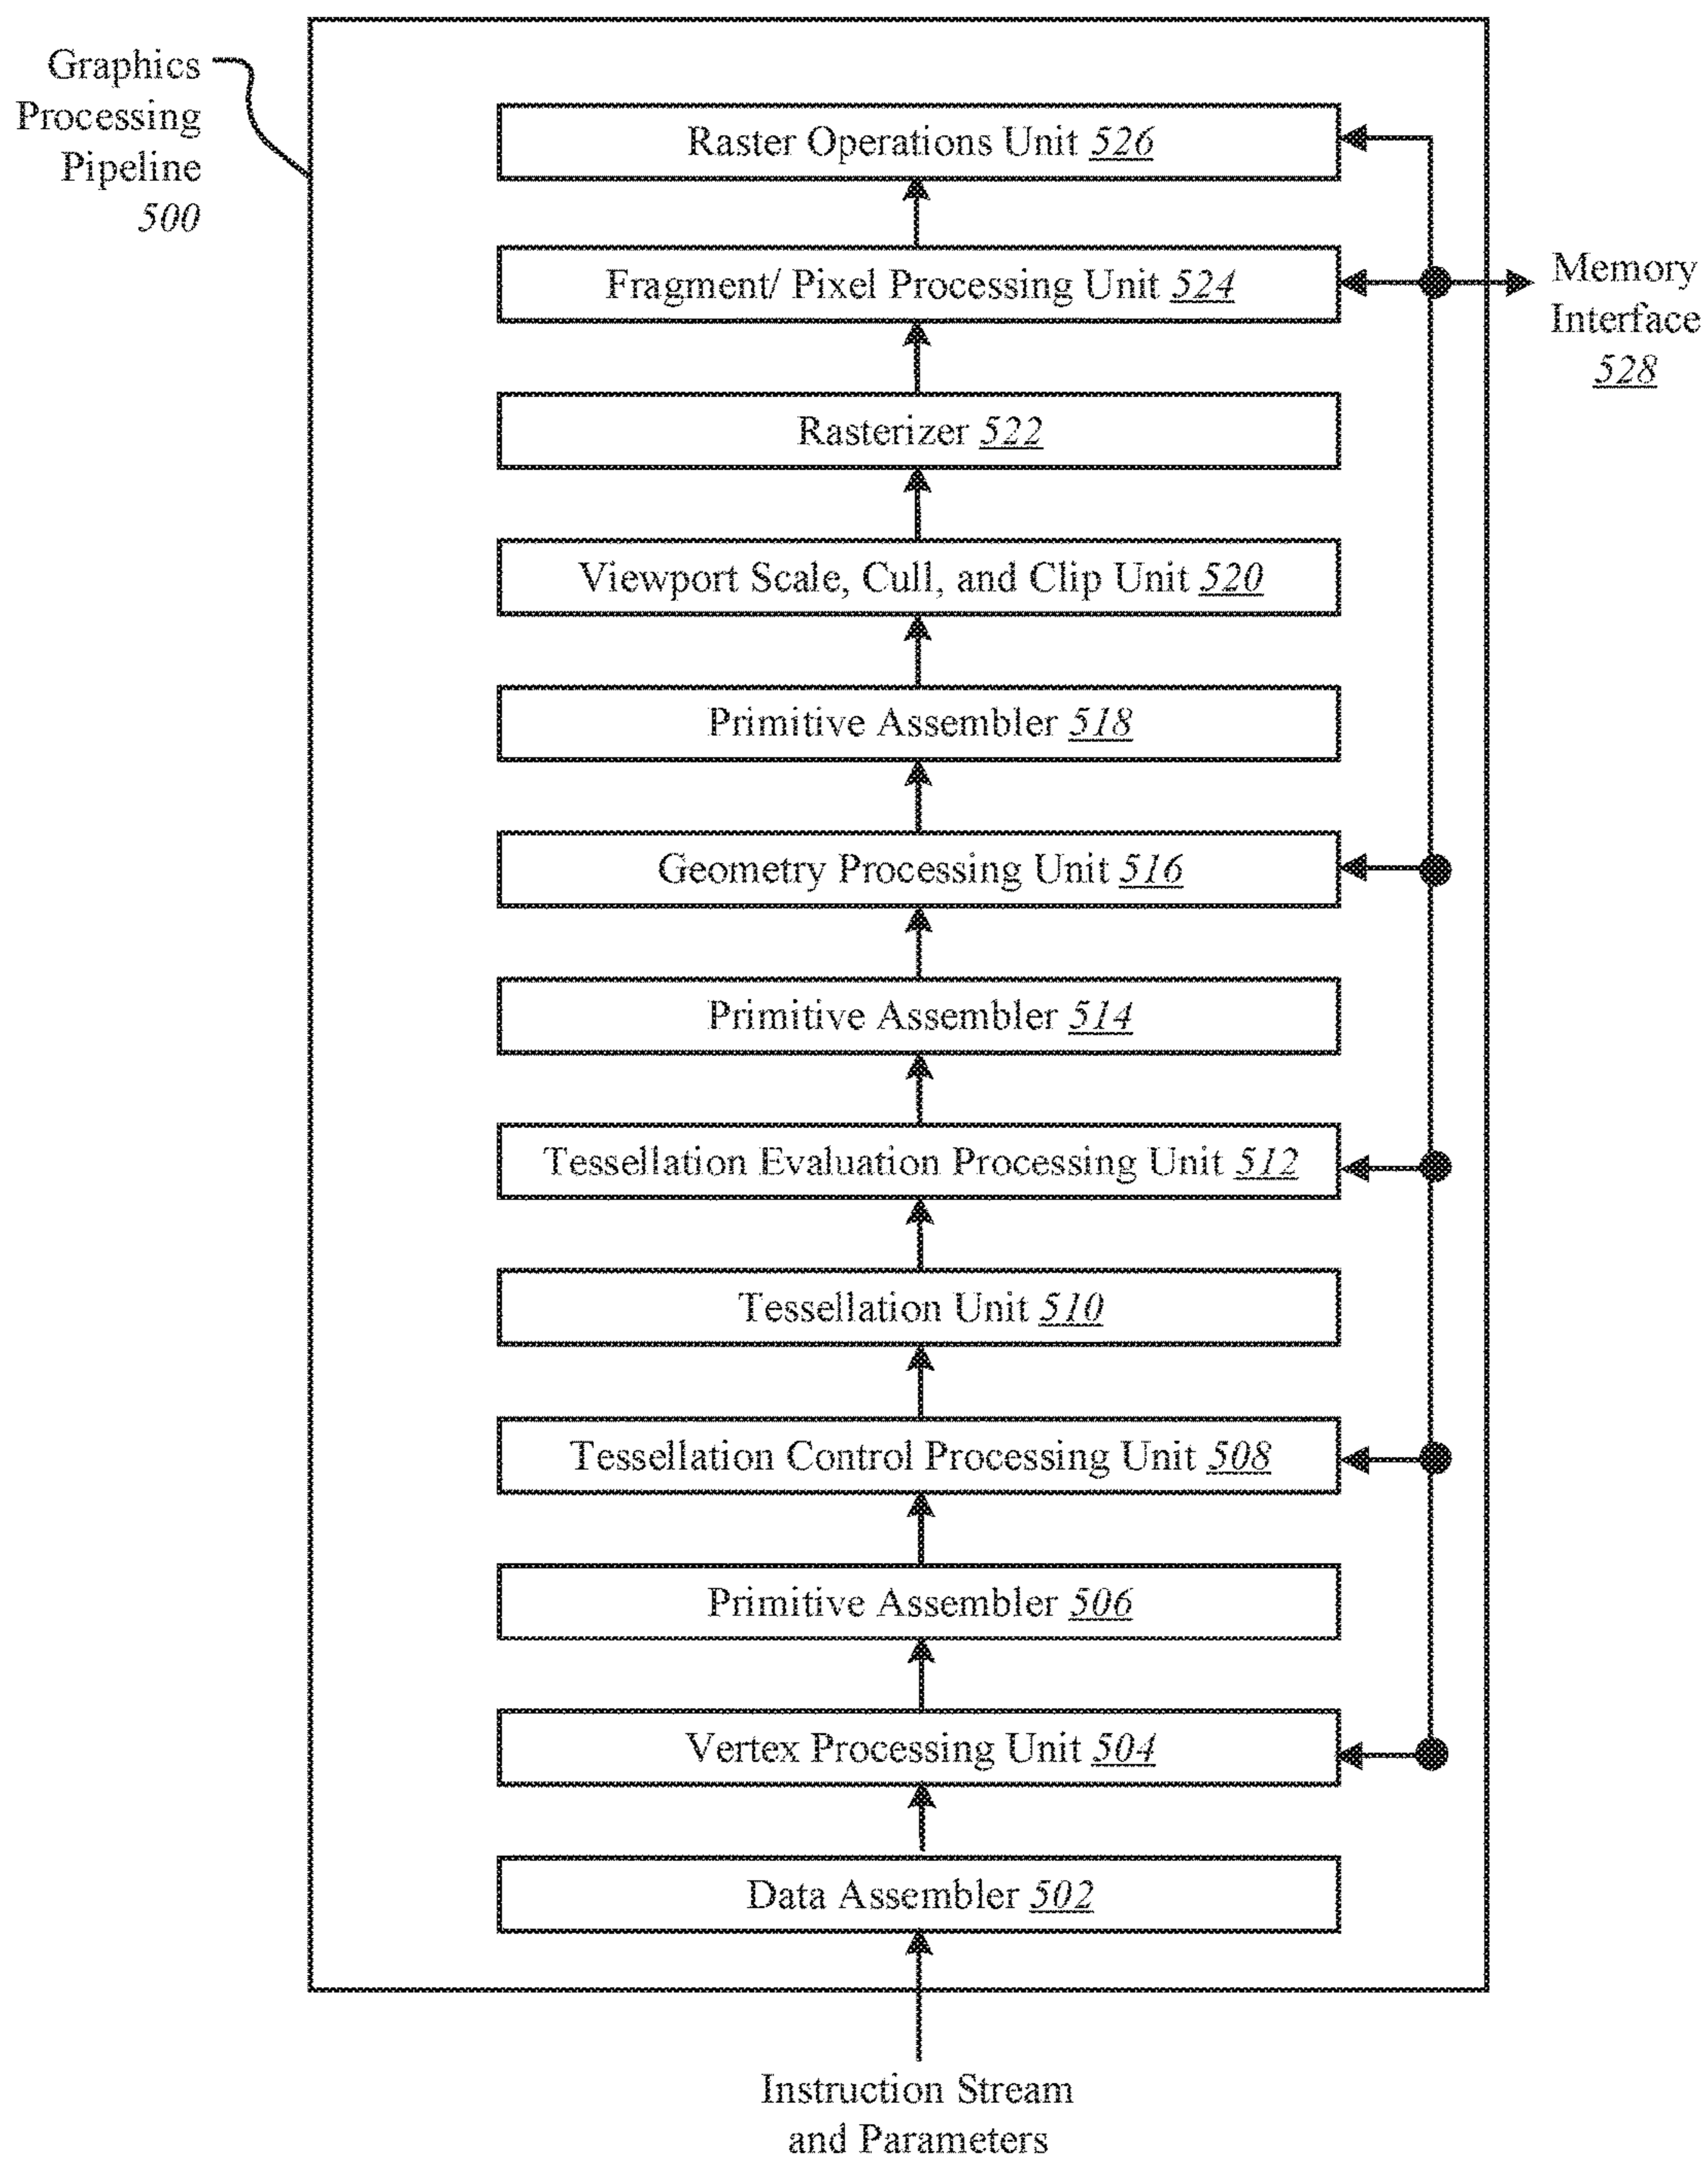 Graphics
Processing
Pipeline
500
Raster Operations Unit 526
Fragment/ Pixel Processing Unit 524
Memory
Interface
528
Rasterizer 522
Viewport Scale, Cull, and Clip Unit 520
Primitive Assembler 518
Geometry Processing Unit 516
Primitive Assembler 514
Tessellation Evaluation Processing Unit 512
Tessellation Unit 510
Tessellation Control Processing Unit 508
Primitive Assembler 506
Vertex Processing Unit 504
Data Assembler 502
Instruction Stream
and Parameters